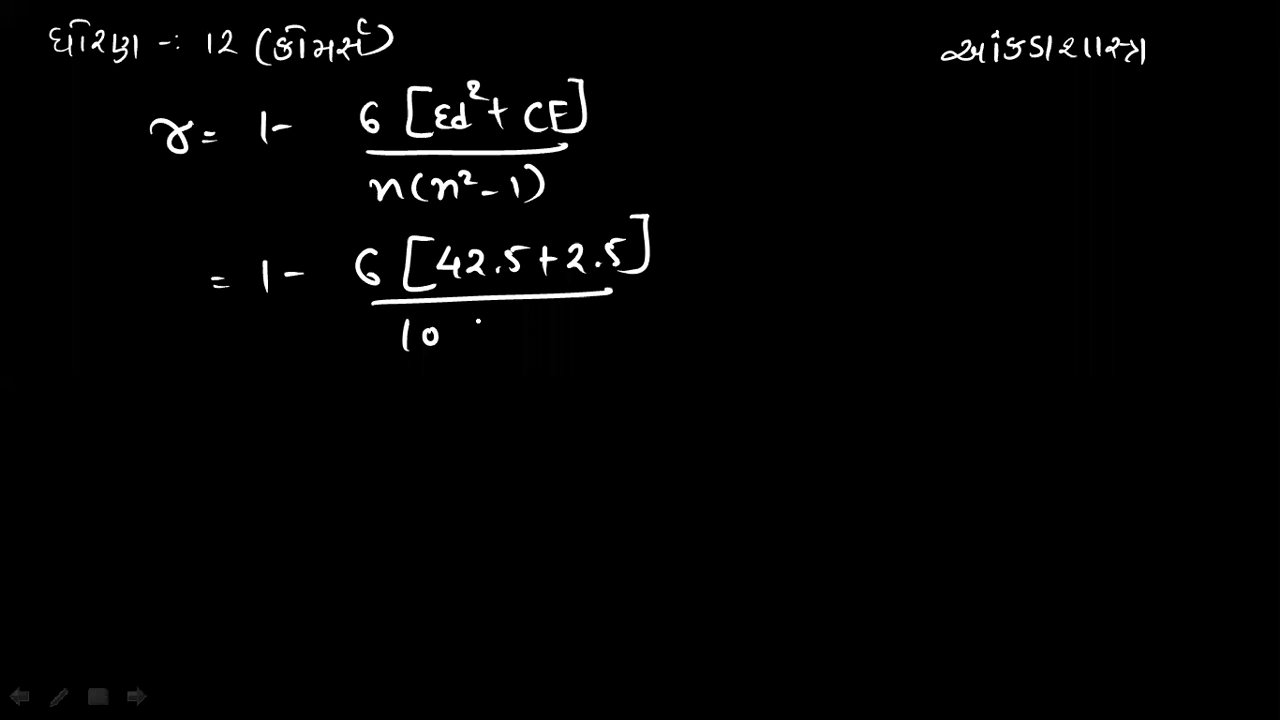 ધોરણ -: 12 (કોમર્સ)
આંકડાશાસ્ત્ર
r = 1 - 6 [Σd² + CF]
n(n² - 1)
= 1 - 6 [42.5 + 2.5]
10